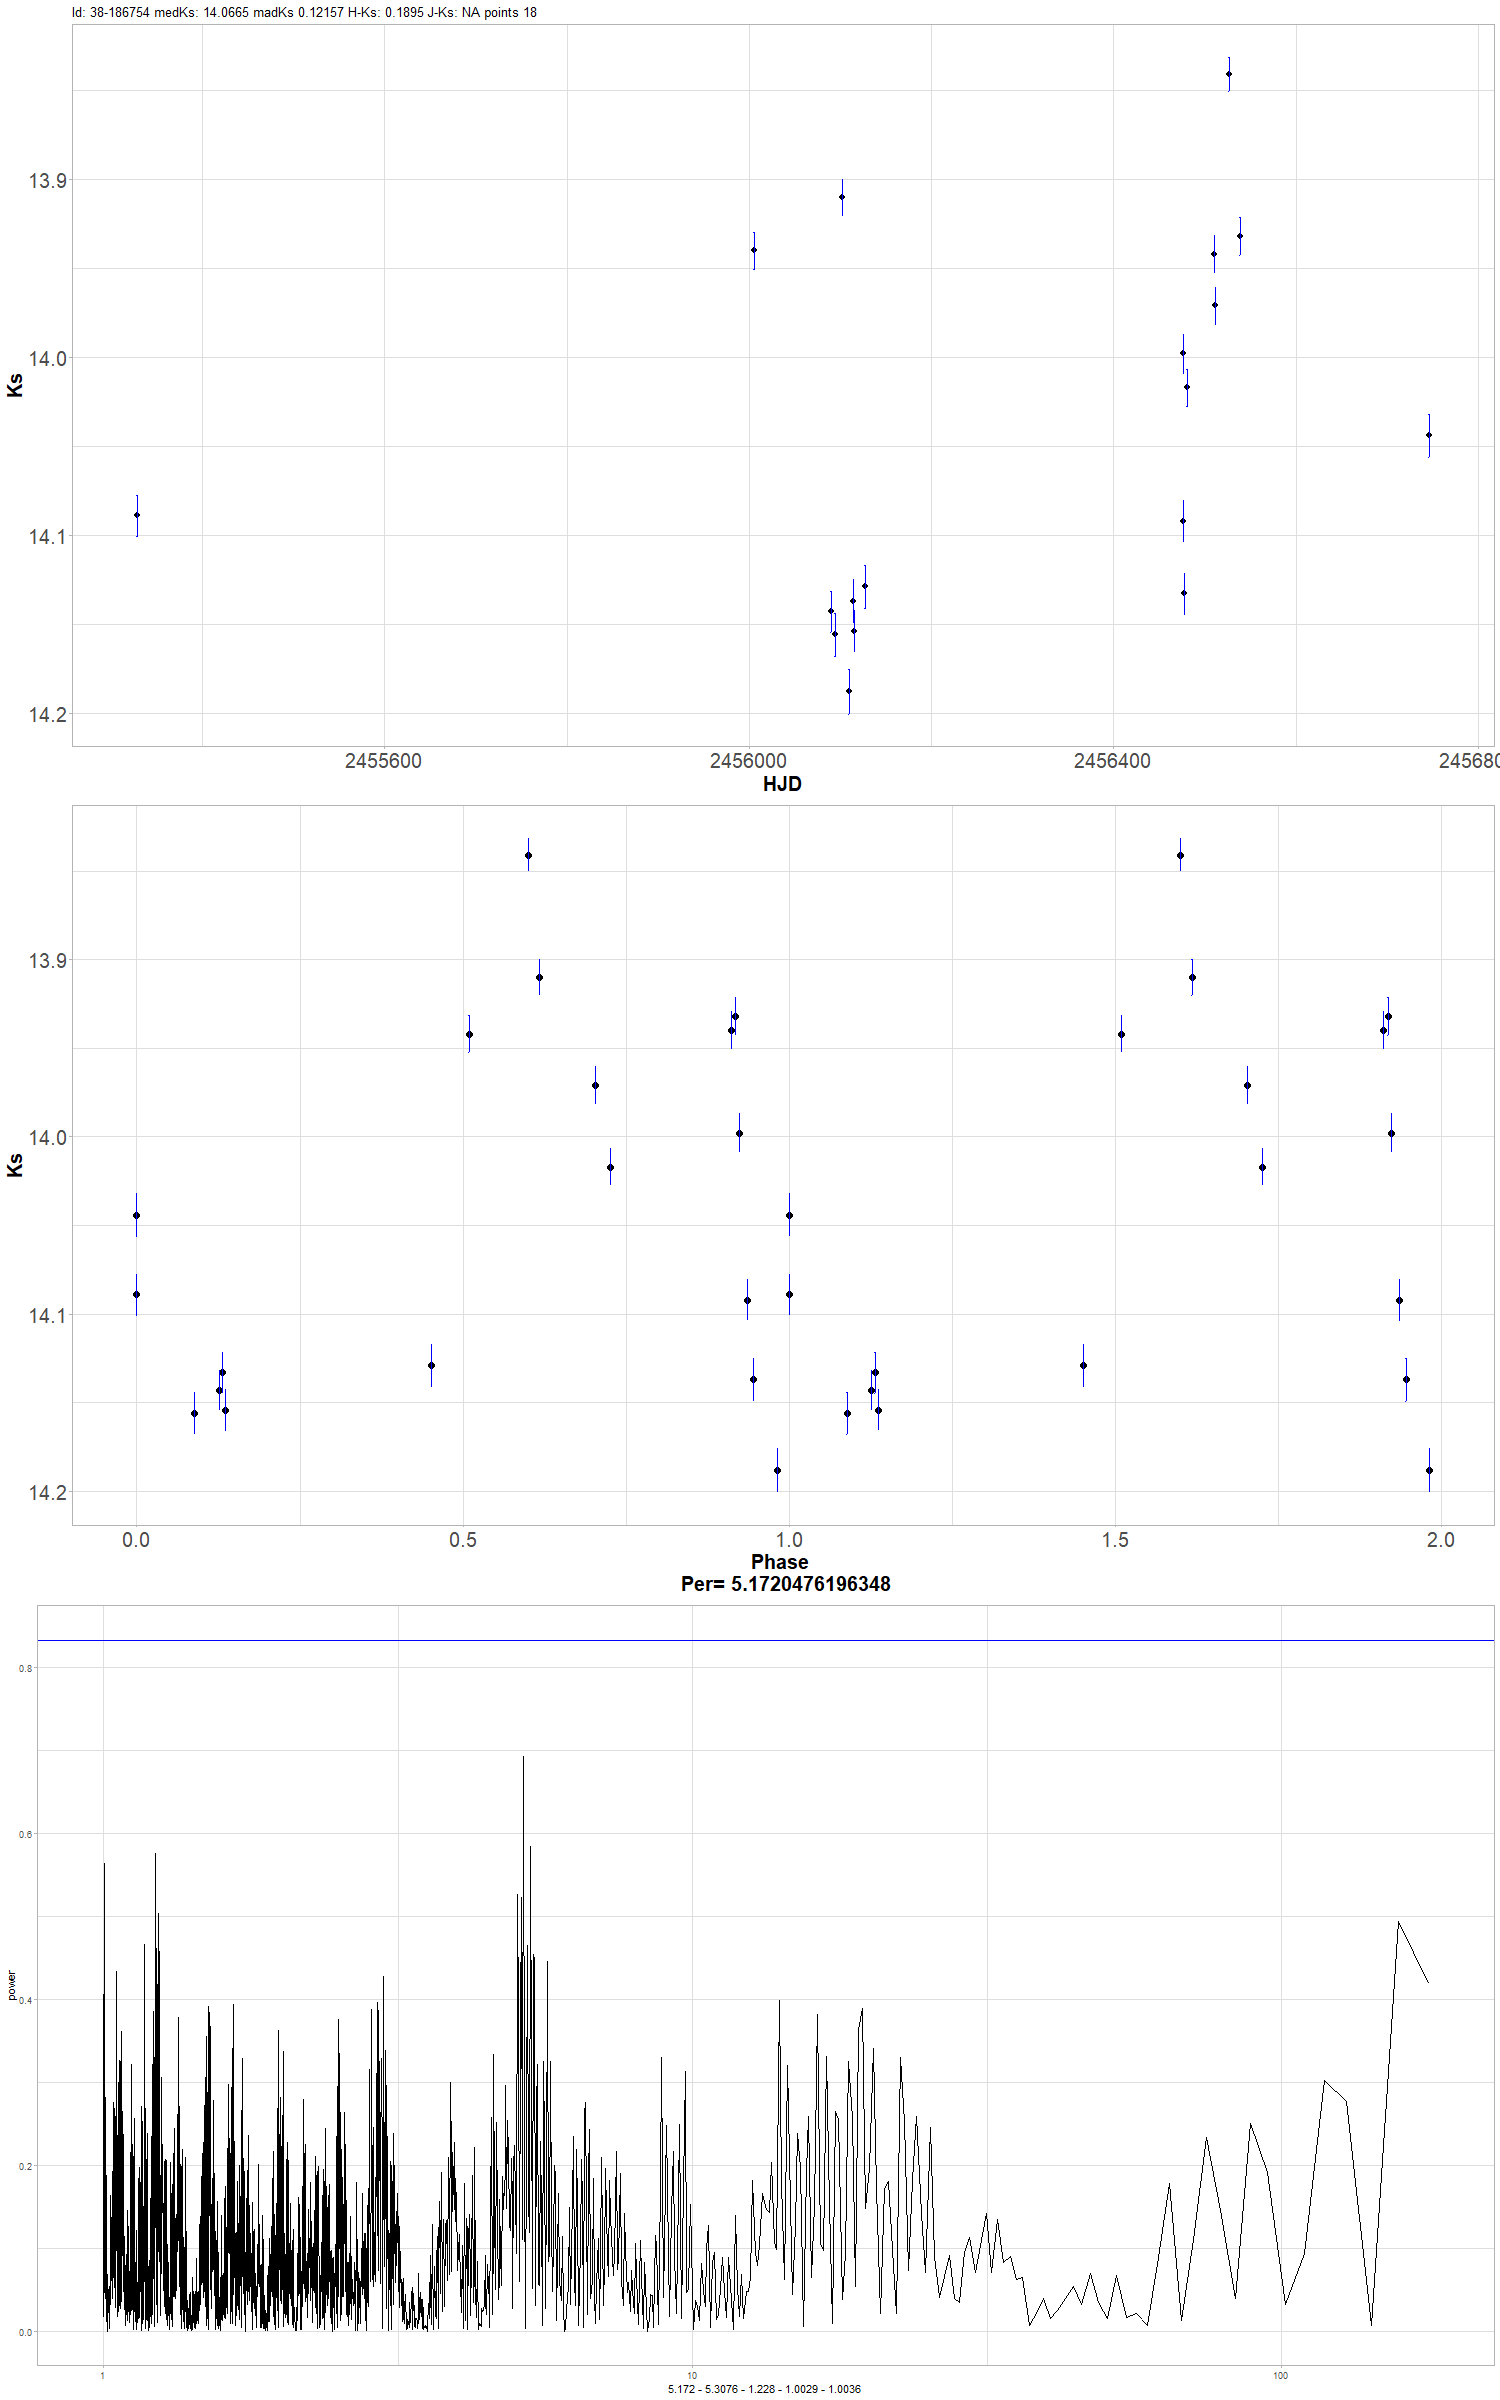 Id: 38-186754 medKs: 14.0665 madKs 0.12157 H-Ks: 0.1895 J-Ks: NA points 18
13.9
14.0
14.1
14.2
Ks
2455600 2456000 2456400 245680
HJD
13.9
14.0
14.1
14.2
Ks
0.0 0.5 1.0 1.5 2.0
Phase
Per= 5.1720476196348
0.8
0.6
0.4
0.2
0.0
power
1 10 100
5.172 - 5.3076 - 1.228 - 1.0029 - 1.0036